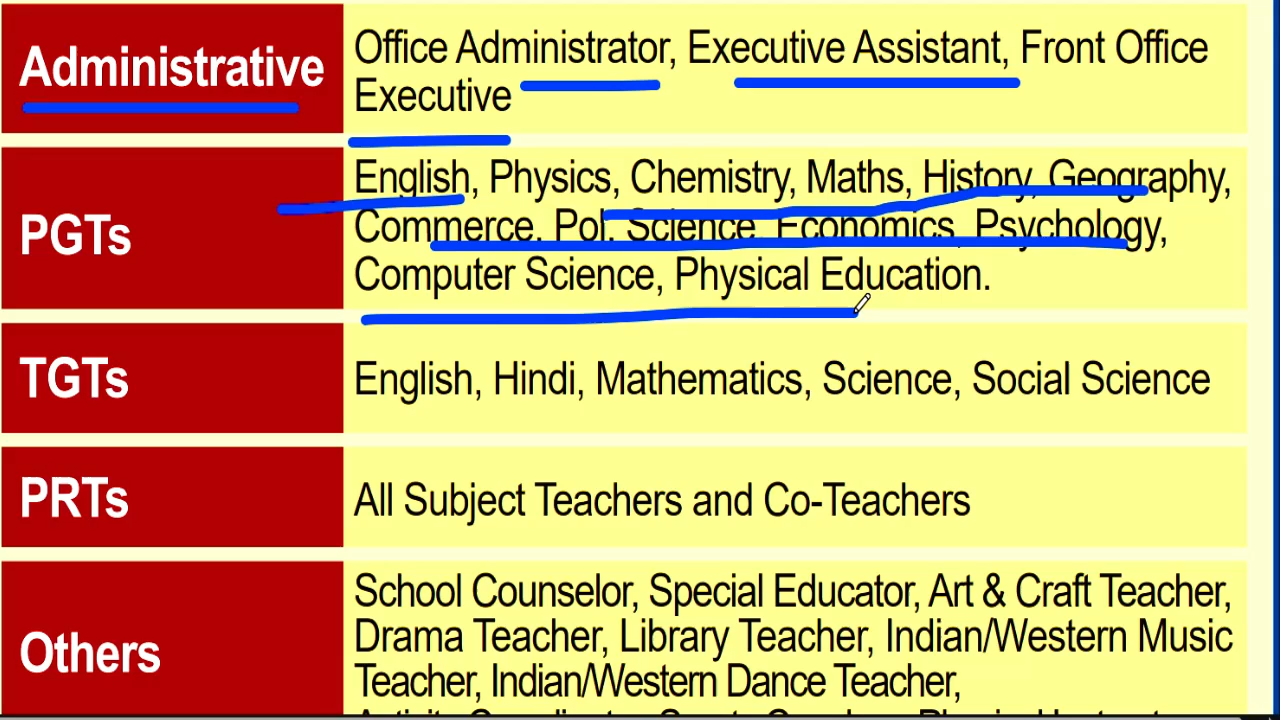 Administrative
Office Administrator, Executive Assistant, Front Office
Executive
PGTs
English, Physics, Chemistry, Maths, History, Geography,
Commerce, Pol. Science, Economics, Psychology,
Computer Science, Physical Education.
TGTs
English, Hindi, Mathematics, Science, Social Science
PRTs
All Subject Teachers and Co-Teachers
Others
School Counselor, Special Educator, Art & Craft Teacher,
Drama Teacher, Library Teacher, Indian/Western Music
Teacher, Indian/Western Dance Teacher,